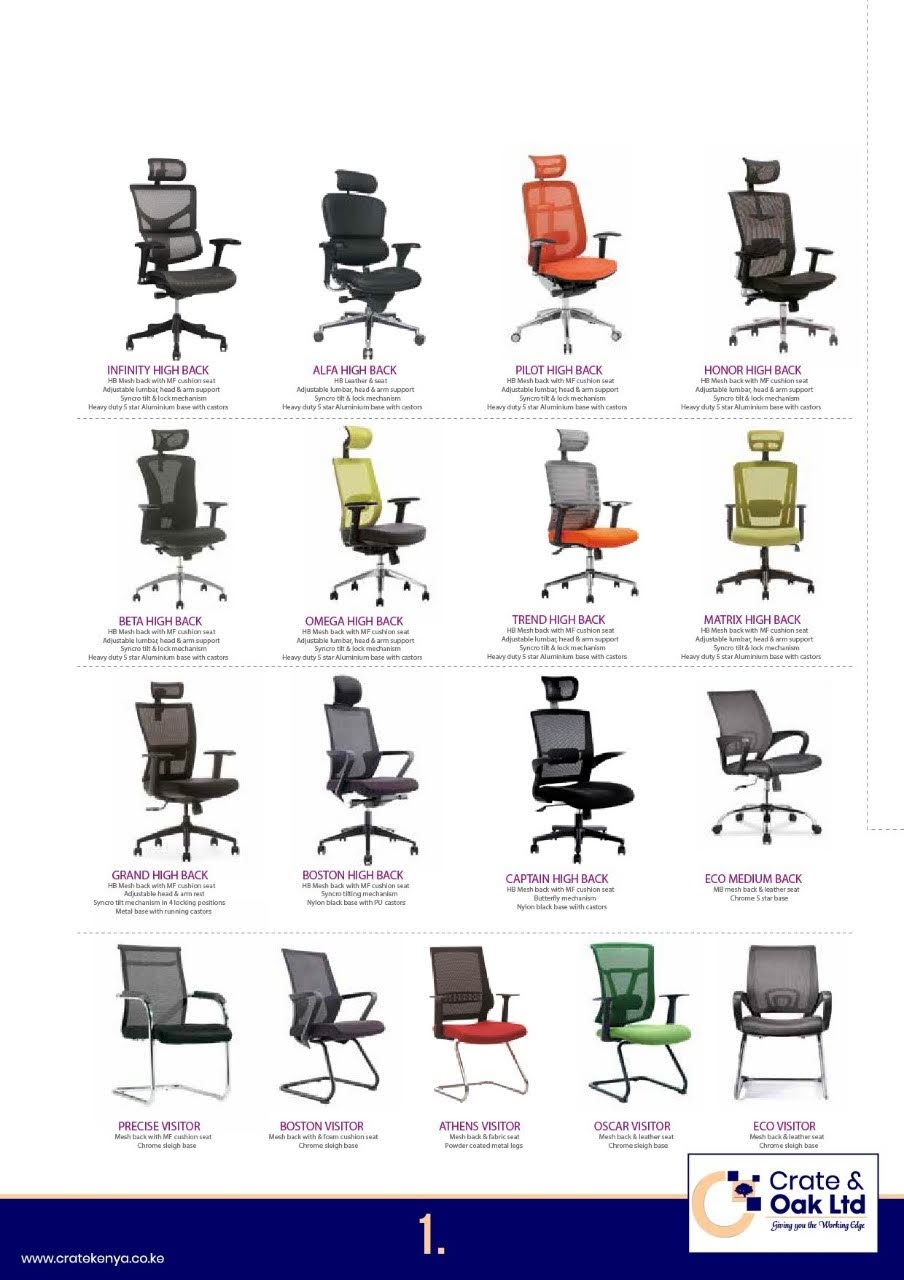 INFINITY HIGH BACK
HB Mesh back with MF cushion seat
Adjustable lumbar, head & arm support
Syncro tilt & lock mechanism
Heavy duty 5 star Aluminium base with castors
ALFA HIGH BACK
HB Leather & seat
Adjustable lumbar, head & arm support
Syncro tilt & lock mechanism
Heavy duty 5 star Aluminium base with castors
PILOT HIGH BACK
HB Mesh back with MF cushion seat
Adjustable lumbar, head & arm support
Syncro tilt & lock mechanism
Heavy duty 5 star Aluminium base with castors
HONOR HIGH BACK
HB Mesh back with MF cushion seat
Adjustable lumbar, head & arm support
Syncro tilt & lock mechanism
Heavy duty 5 star Aluminium base with castors
BETA HIGH BACK
HB Mesh back with MF cushion seat
Adjustable lumbar, head & arm support
Syncro tilt & lock mechanism
Heavy duty 5 star Aluminium base with castors
OMEGA HIGH BACK
HB Mesh back with MF cushion seat
Adjustable lumbar, head & arm support
Syncro tilt & lock mechanism
Heavy duty 5 star Aluminium base with castors
TREND HIGH BACK
HB Mesh back with MF cushion seat
Adjustable lumbar, head & arm support
Syncro tilt & lock mechanism
Heavy duty 5 star Aluminium base with castors
MATRIX HIGH BACK
HB Mesh back with MF cushion seat
Adjustable lumbar, head & arm support
Syncro tilt & lock mechanism
Heavy duty 5 star Aluminium base with castors
GRAND HIGH BACK
HB Mesh back with MF cushion seat
Adjustable head & arm rest
Syncro tilt mechanism in 4 locking positions
Metal base with running castors
BOSTON HIGH BACK
HB Mesh back with MF cushion seat
Syncro tilting mechanism
Nylon black base with PU castors
CAPTAIN HIGH BACK
HB Mesh back with MF cushion seat
Butterfly mechanism
Nylon black base with castors
ECO MEDIUM BACK
MB mesh back & leather seat
Chrome 5 star base
PRECISE VISITOR
Mesh back with MF cushion seat
Chrome sleigh base
BOSTON VISITOR
Mesh back with & foam cushion seat
Chrome sleigh base
ATHENS VISITOR
Mesh back & fabric seat
Powder coated metal legs
OSCAR VISITOR
Mesh back & leather seat
Chrome sleigh base
ECO VISITOR
Mesh back & leather seat
Chrome sleigh base
Crate &
Oak Ltd
Giving you the Working Edge
1.
www.cratekenya.co.ke